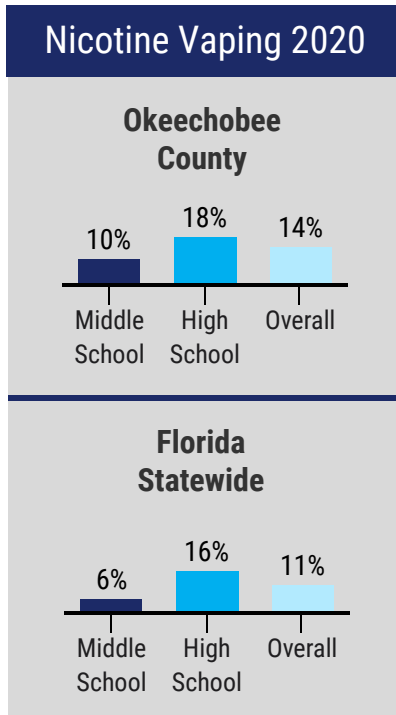 Nicotine Vaping 2020
Okeechobee
County
10%
18%
14%
Middle
School
High
School
Overall
Florida
Statewide
6%
16%
11%
Middle
School
High
School
Overall